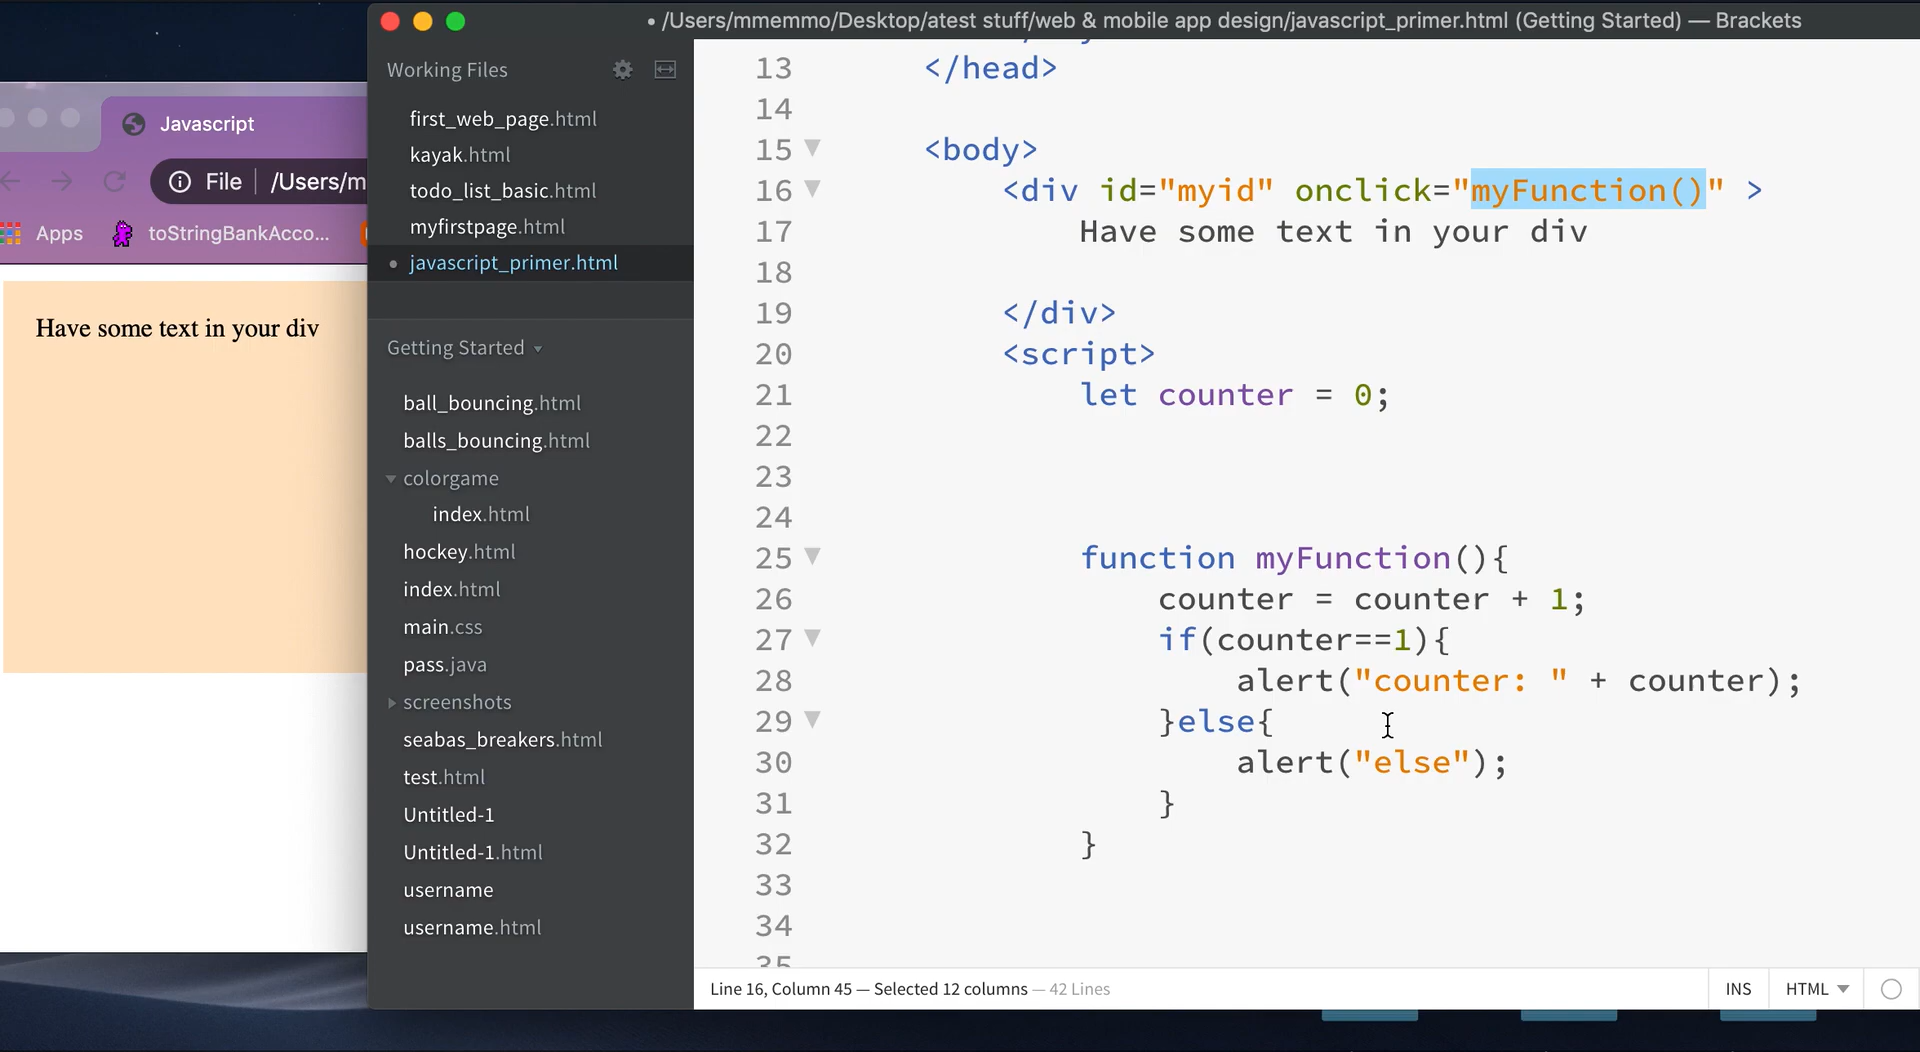 • /Users/mmemmo/Desktop/atest stuff/web & mobile app design/javascript_primer.html (Getting Started) — Brackets
Javascript
File
/Users/m
Apps
toStringBankAcco...
Have some text in your div
Working Files
first_web_page.html
kayak.html
todo_list_basic.html
myfirstpage.html
• javascript_primer.html
Getting Started
ball_bouncing.html
balls_bouncing.html
colorgame
index.html
hockey.html
index.html
main.css
pass.java
screenshots
seabas_breakers.html
test.html
Untitled-1
Untitled-1.html
username
username.html
13 </head>
14
15 <body>
16 <div id="myid" onclick="myFunction()" >
17 Have some text in your div
18
19 </div>
20 <script>
21 let counter = 0;
22
23
24
25 function myFunction(){
26 counter = counter + 1;
27 if(counter==1){
28 alert("counter: " + counter);
29 }else{
30 alert("else");
31 }
32 }
33
34
35
Line 16, Column 45 — Selected 12 columns — 42 Lines
INS
HTML